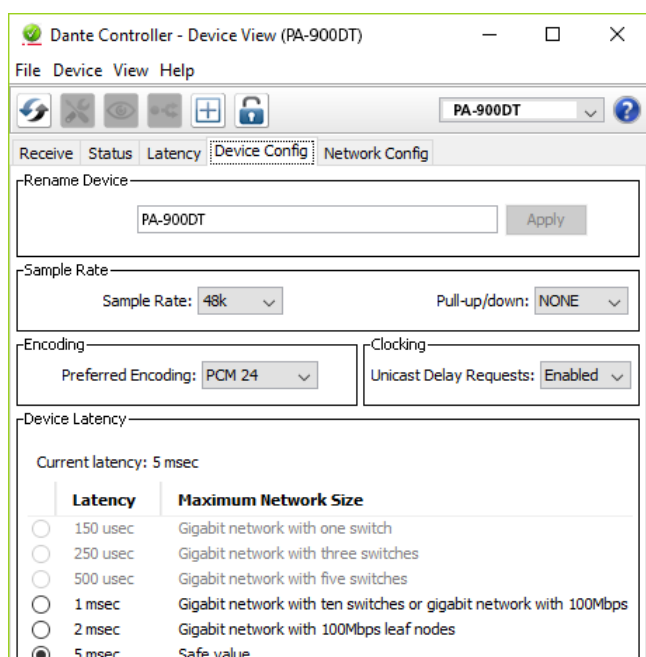 Dante Controller - Device View (PA-900DT)
File Device View Help
PA-900DT
?
Receive Status Latency Device Config Network Config
Rename Device
PA-900DT Apply
Sample Rate
Sample Rate: 48k Pull-up/down: NONE
Encoding Clocking
Preferred Encoding: PCM 24 Unicast Delay Requests: Enabled
Device Latency
Current latency: 5 msec
Latency Maximum Network Size
150 usec Gigabit network with one switch
250 usec Gigabit network with three switches
500 usec Gigabit network with five switches
1 msec Gigabit network with ten switches or gigabit network with 100Mbps
2 msec Gigabit network with 100Mbps leaf nodes
5 msec Safe value